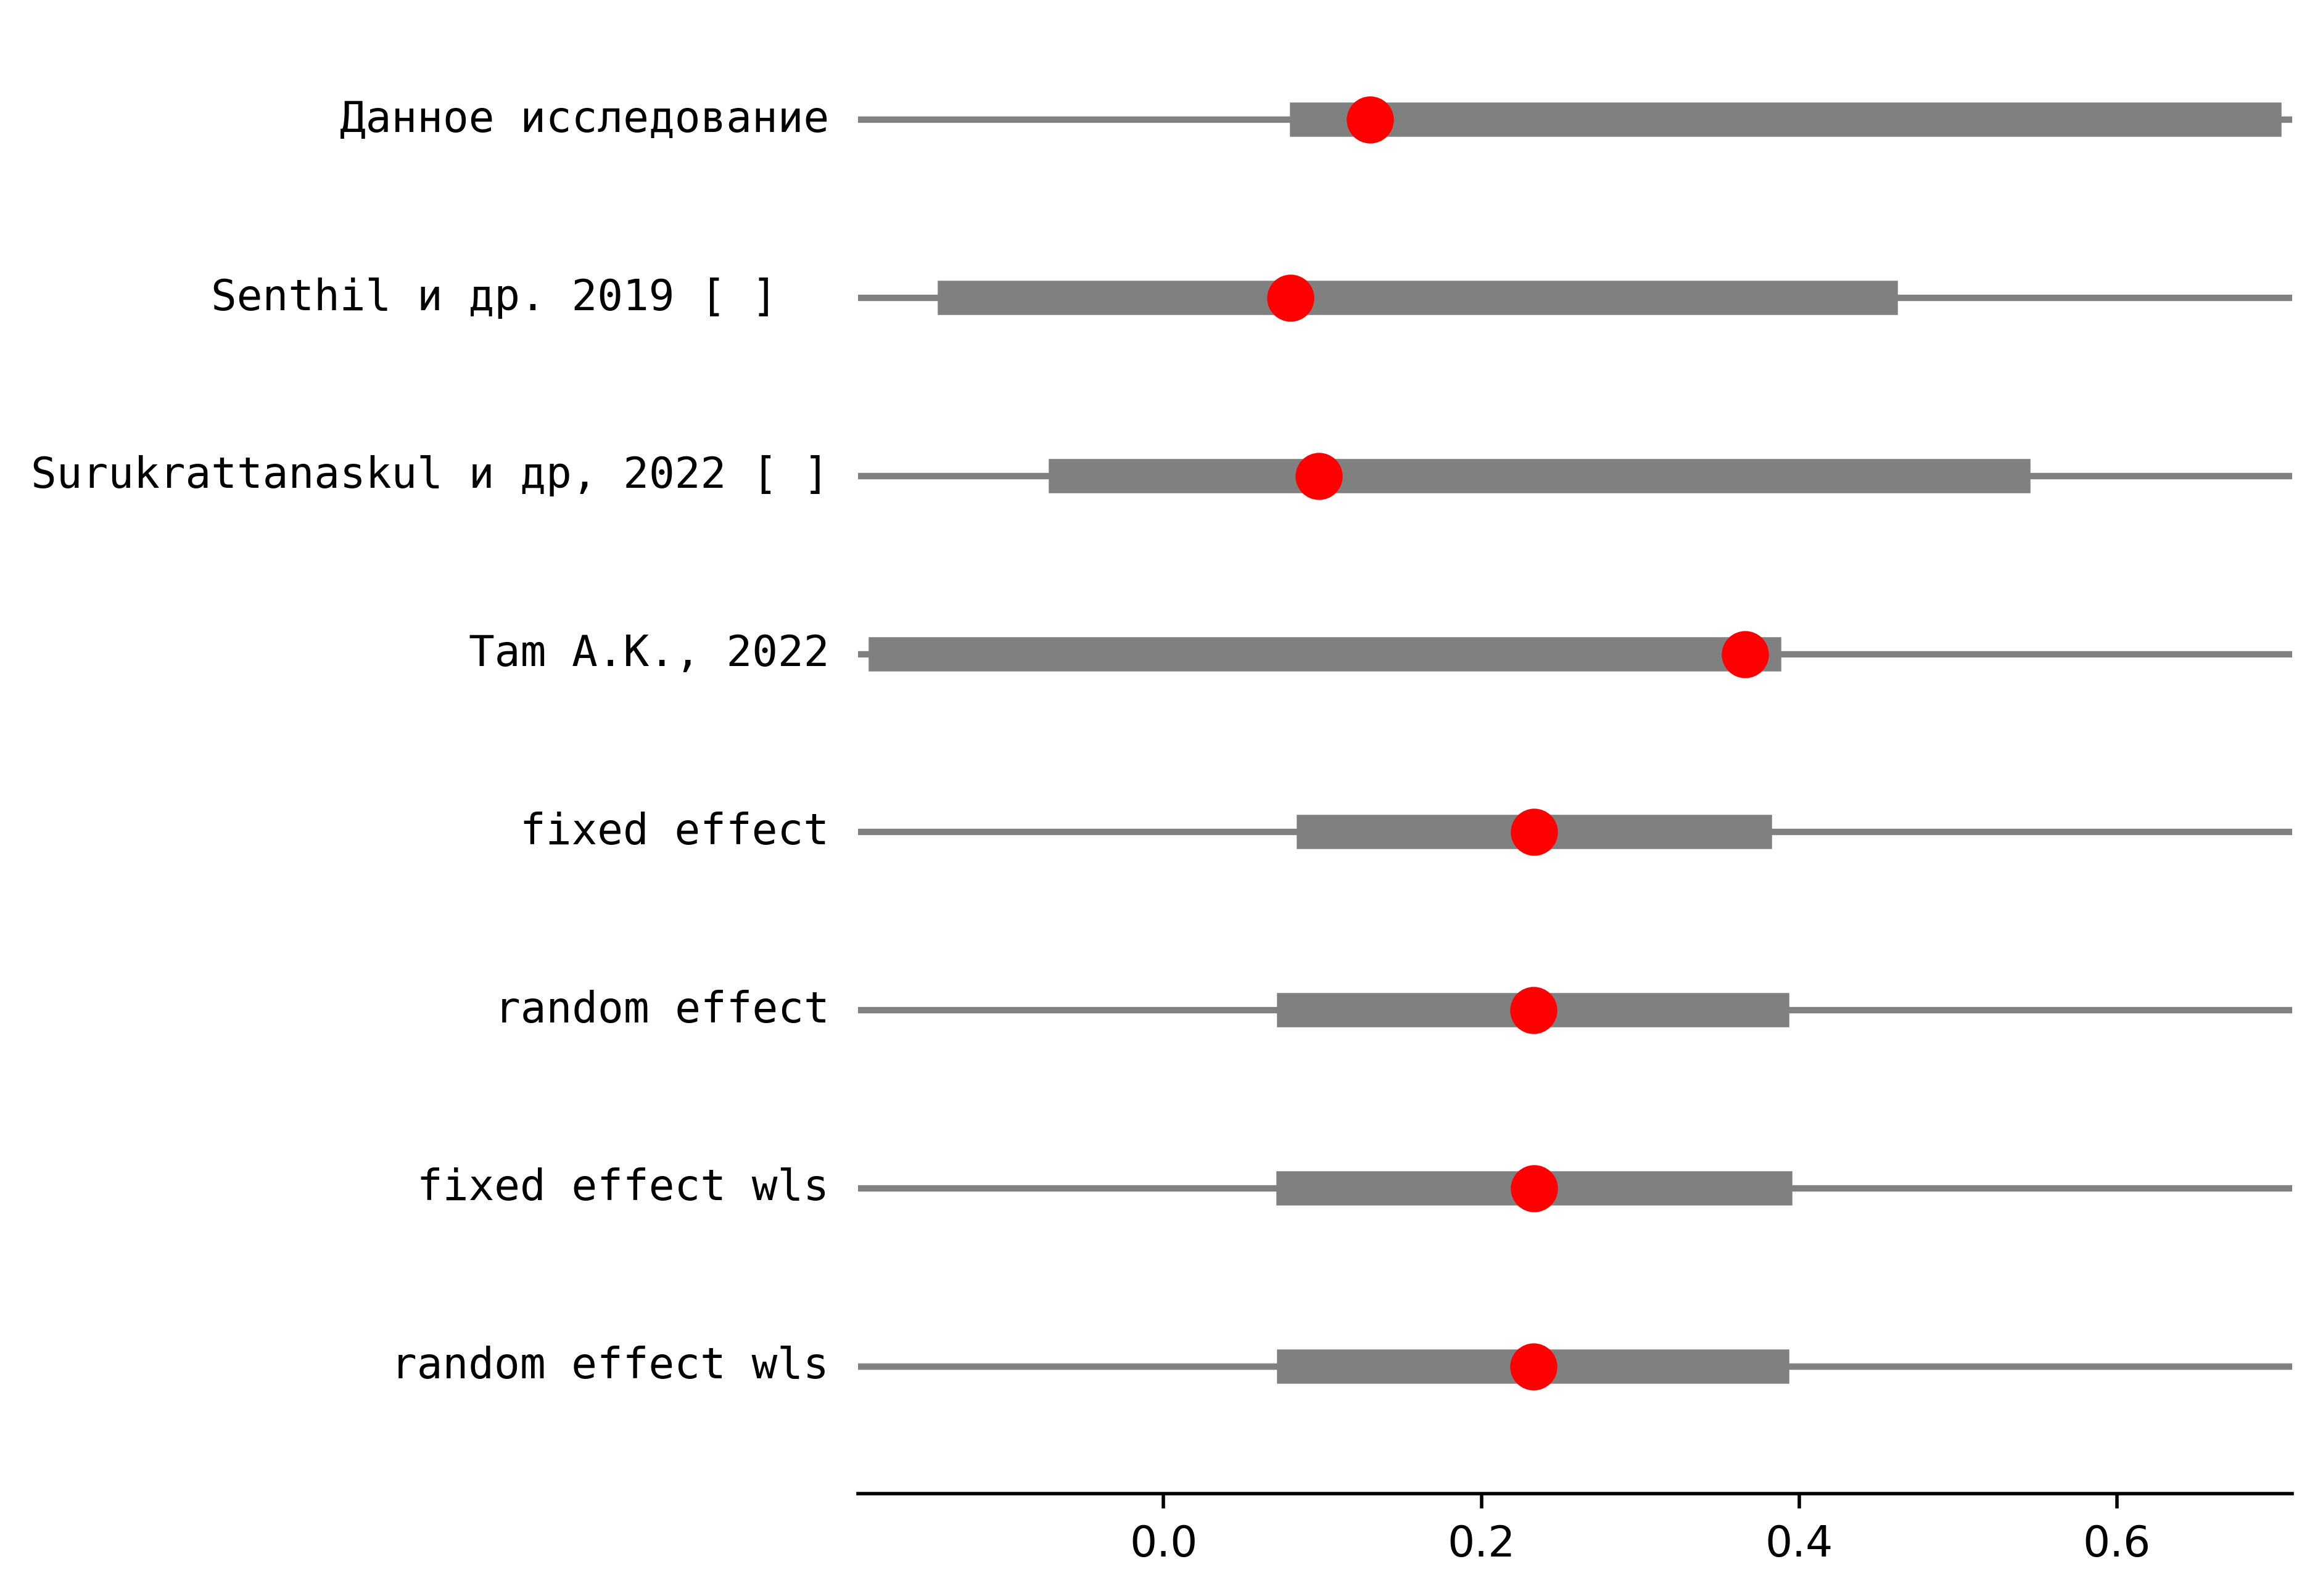 Данное исследование
Senthil и др. 2019 [ ]
Surukrattanaskul и др, 2022 [ ]
Tam A.K., 2022
fixed effect
random effect
fixed effect wls
random effect wls
0.0 0.2 0.4 0.6